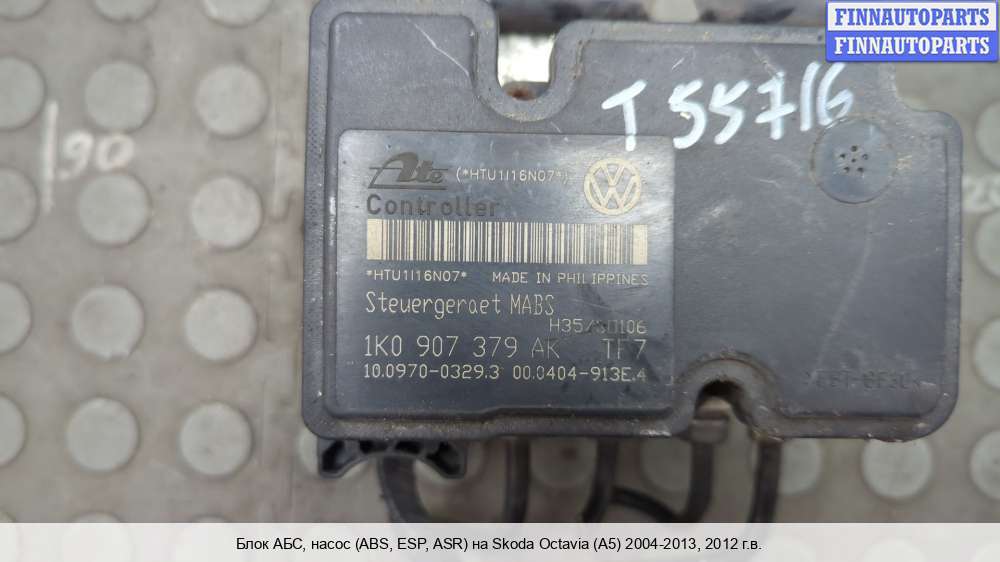 FINNAUTOPARTS
FINNAUTOPARTS
T 55716
90
Ate (*HTU1I16N07*)
Controller
*HTU1I16N07* MADE IN PHILIPPINES
Steuergeraet MABS
1K0 907 379 AK TF7
10.0970-0329.3 00.0404-913E.4
Блок АБС, насос (ABS, ESP, ASR) на Skoda Octavia (A5) 2004-2013, 2012 г.в.